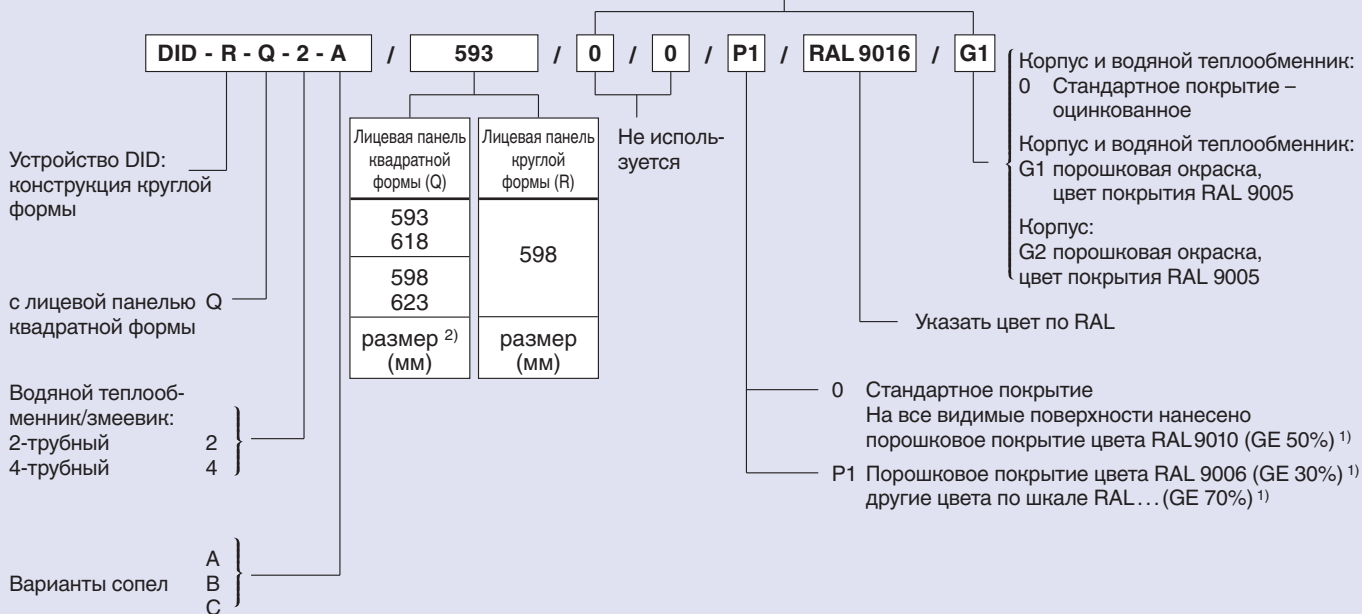 DID - R - Q - 2 - A / 593 / 0 / 0 / P1 / RAL 9016 / G1
Устройство DID:
конструкция круглой
формы
с лицевой панелью Q
квадратной формы
Водяной теплооб-
менник/змеевик:
2-трубный 2
4-трубный 4
Варианты сопел
A
B
C
Лицевая панель
квадратной
формы (Q)
593
618
598
623
размер 2)
(мм)
Лицевая панель
круглой
формы (R)
598
размер
(мм)
Не исполь-
зуется
Корпус и водяной теплообменник:
0 Стандартное покрытие –
оцинкованное
Корпус и водяной теплообменник:
G1 порошковая окраска,
цвет покрытия RAL 9005
Корпус:
G2 порошковая окраска,
цвет покрытия RAL 9005
Указать цвет по RAL
0 Стандартное покрытие
На все видимые поверхности нанесено
порошковое покрытие цвета RAL 9010 (GE 50%) 1)
P1 Порошковое покрытие цвета RAL 9006 (GE 30%) 1)
другие цвета по шкале RAL... (GE 70%) 1)